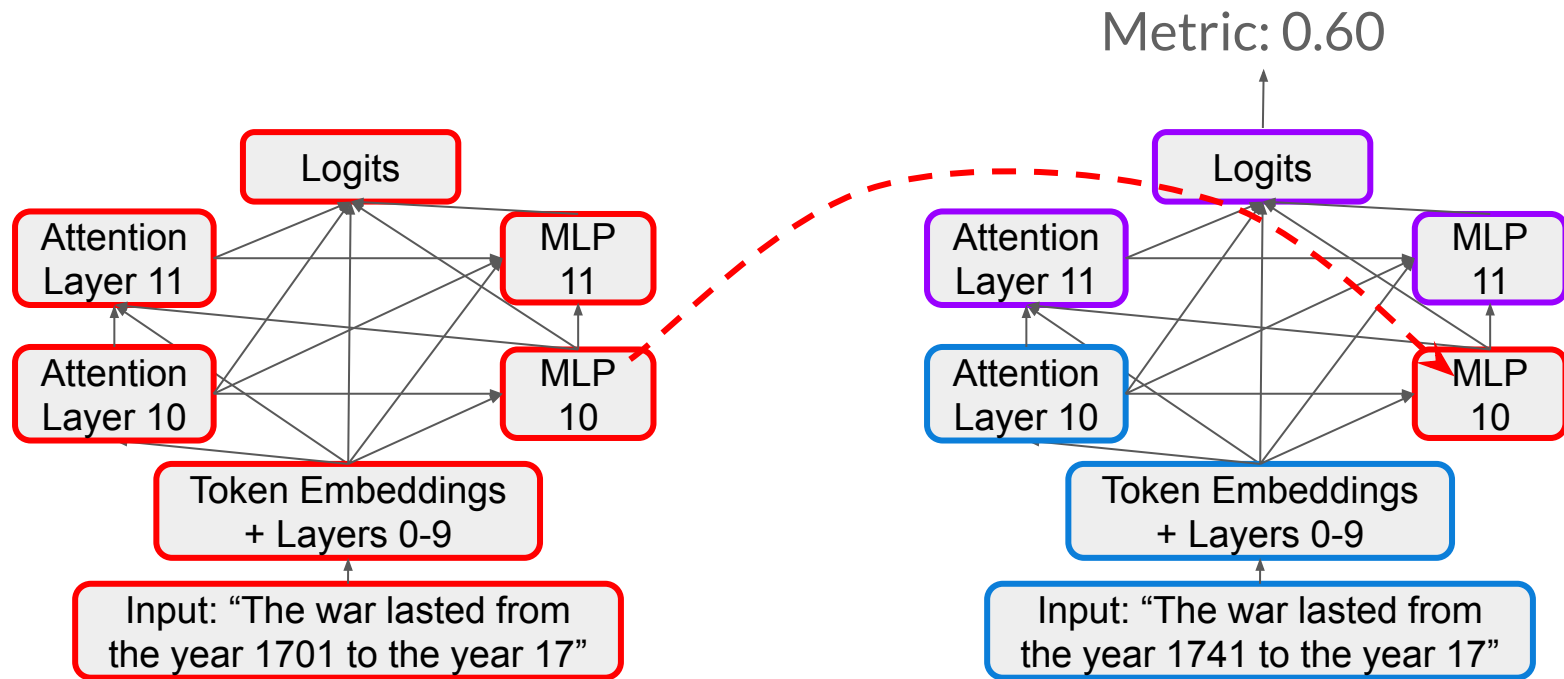 Metric: 0.60
Logits
Attention
Layer 11
MLP
11
Attention
Layer 10
MLP
10
Token Embeddings
+ Layers 0-9
Input: “The war lasted from
the year 1701 to the year 17”
Logits
Attention
Layer 11
MLP
11
Attention
Layer 10
MLP
10
Token Embeddings
+ Layers 0-9
Input: “The war lasted from
the year 1741 to the year 17”